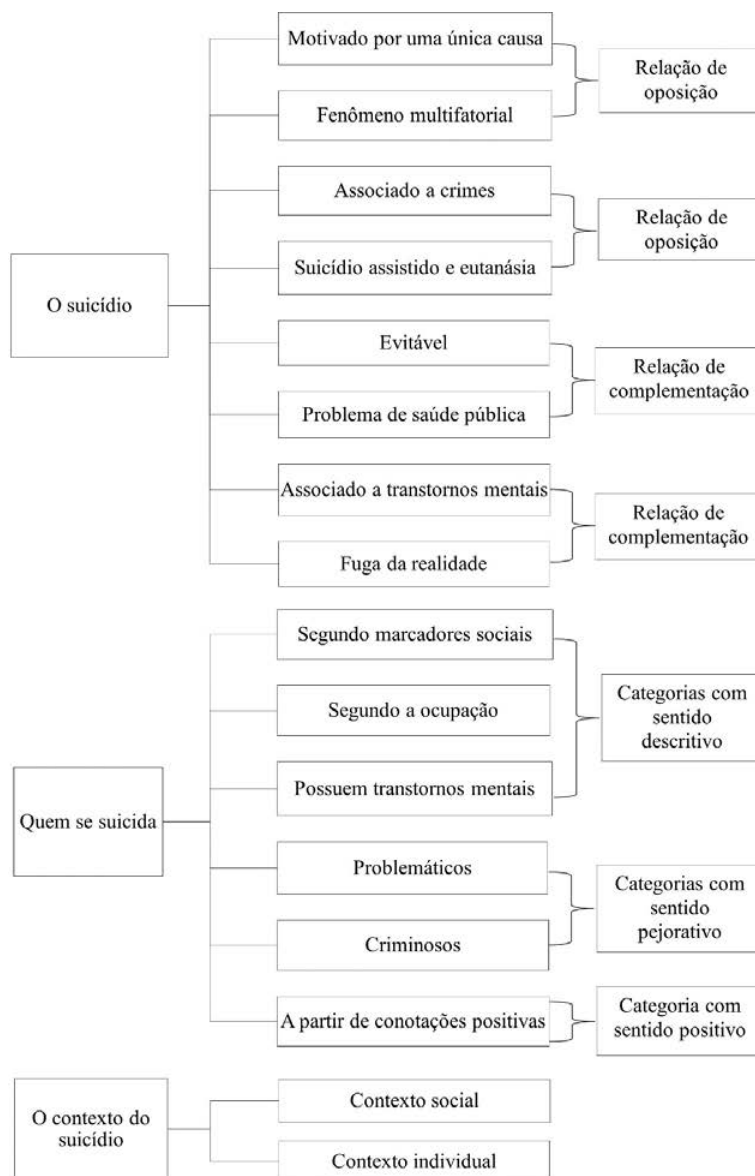 Motivado por uma única causa
Relação de
oposição
Fenômeno multifatorial
Associado a crimes
Relação de
oposição
Suicídio assistido e eutanásia
O suicídio
Evitável
Relação de
complementação
Problema de saúde pública
Associado a transtornos mentais
Relação de
complementação
Fuga da realidade
Segundo marcadores sociais
Categorias com
sentido
descritivo
Segundo a ocupação
Possuem transtornos mentais
Quem se suicida
Problemáticos
Categorias com
sentido
pejorativo
Criminosos
A partir de conotações positivas
Categoria com
sentido positivo
O contexto do
suicídio
Contexto social
Contexto individual